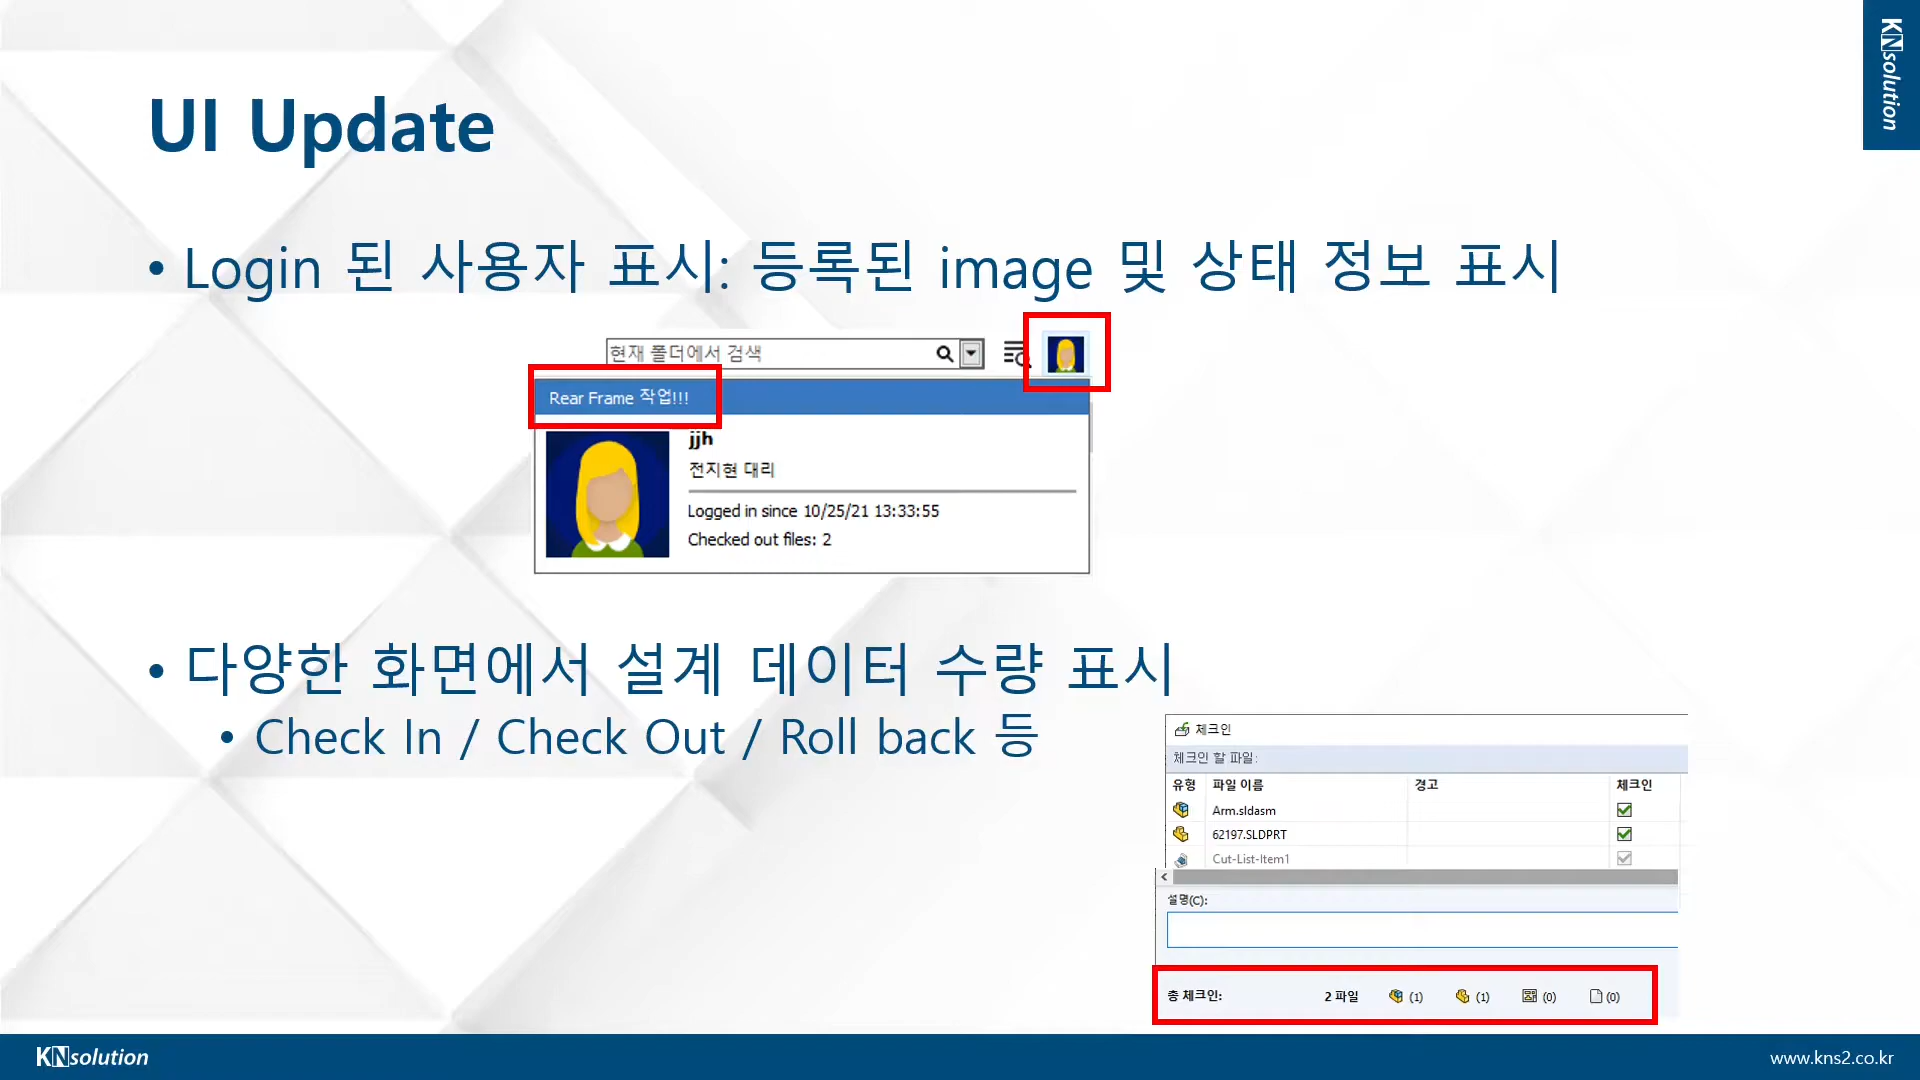 KNsolution
UI Update
• Login 된 사용자 표시: 등록된 image 및 상태 정보 표시
현재 폴더에서 검색
Rear Frame 작업!!!
jjh
전지현 대리
Logged in since 10/25/21 13:33:55
Checked out files: 2
• 다양한 화면에서 설계 데이터 수량 표시
• Check In / Check Out / Roll back 등
체크인
체크인 할 파일:
유형 파일 이름 경고 체크인
Arm.sldasm
62197.SLDPRT
Cut-List-Item1
설명(C):
총 체크인: 2 파일 (1) (1) (0) (0)
KNsolution
www.kns2.co.kr